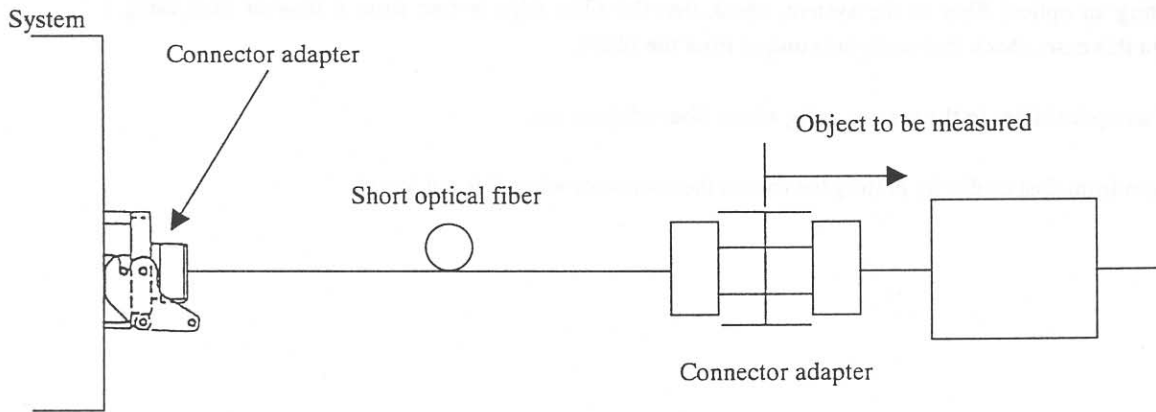 System
Connector adapter
Object to be measured
Short optical fiber
Connector adapter